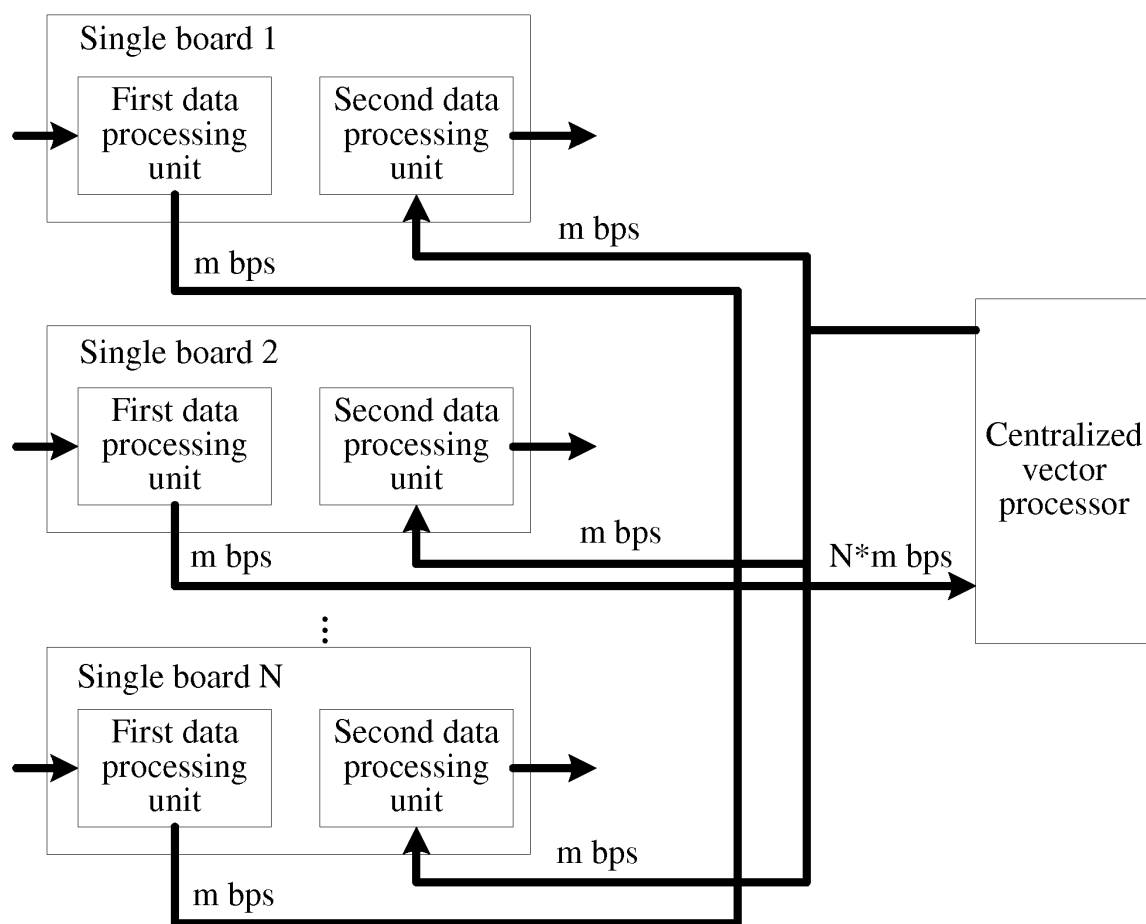 Single board 1
First data
processing
unit
Second data
processing
unit
m bps
m bps
Single board 2
First data
processing
unit
Second data
processing
unit
Centralized
vector
processor
m bps
m bps
N*m bps
Single board N
First data
processing
unit
Second data
processing
unit
m bps
m bps